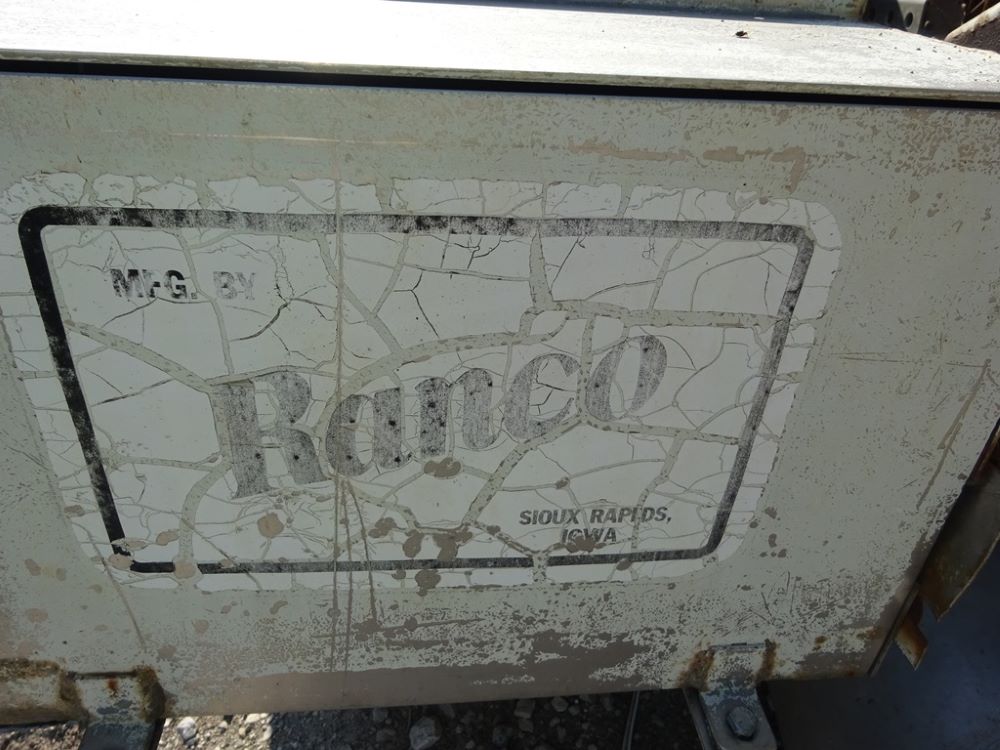 MFG. BY
Ranco
SIOUX RAPIDS,
IOWA